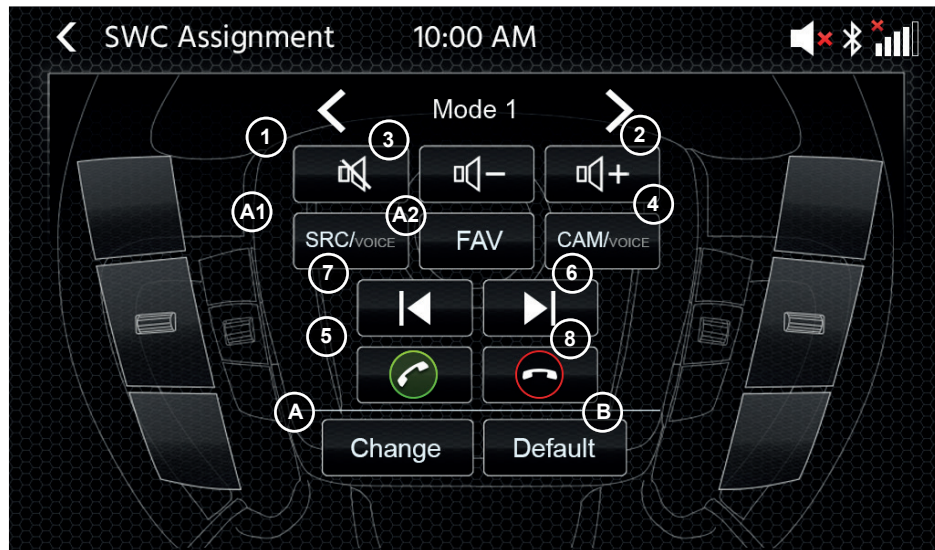 SWC Assignment 10:00 AM
Mode 1
1 3 2
A1 A2 4
SRC/VOICE FAV CAM/VOICE
7 6
5 8
A B
Change Default